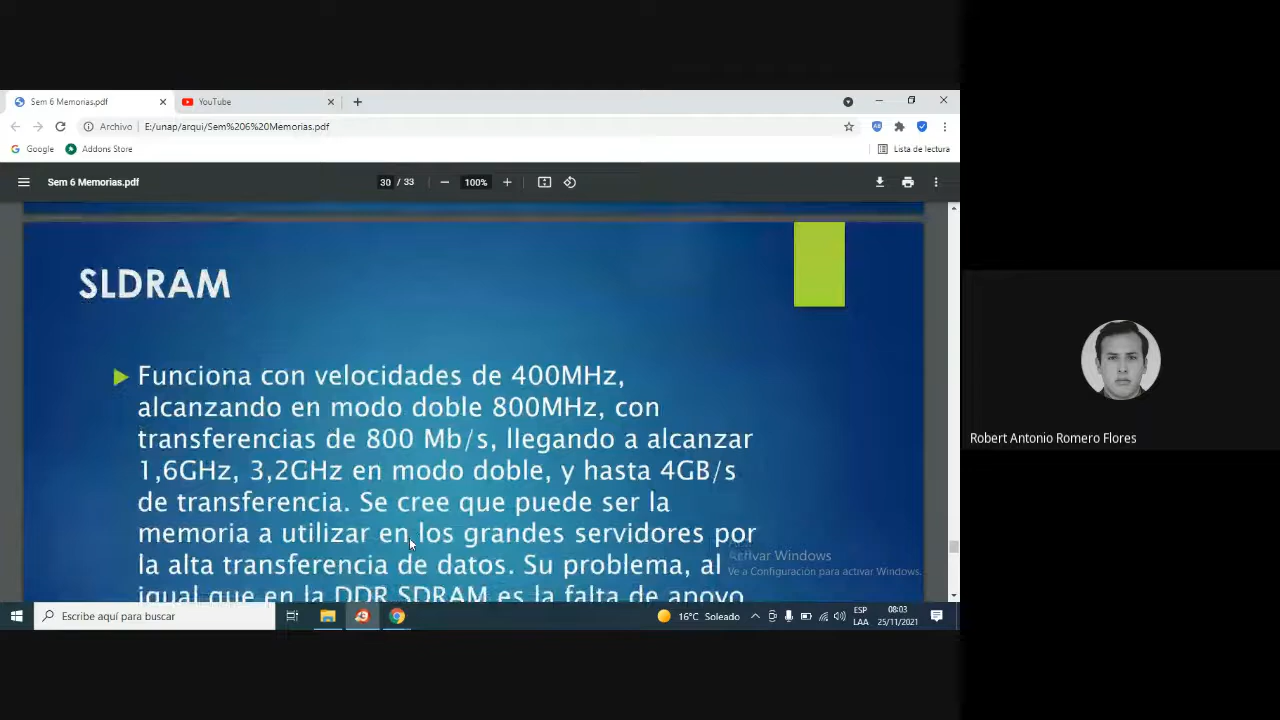 Sem 6 Memorias.pdf
YouTube
Archivo
E:/unap/arqui/Sem%206%20Memorias.pdf
Google
Addons Store
Lista de lectura
Sem 6 Memorias.pdf
30 / 33
100%
SLDRAM
Funciona con velocidades de 400MHz,
alcanzando en modo doble 800MHz, con
transferencias de 800 Mb/s, llegando a alcanzar
1,6GHz, 3,2GHz en modo doble, y hasta 4GB/s
de transferencia. Se cree que puede ser la
memoria a utilizar en los grandes servidores por
la alta transferencia de datos. Su problema, al
igual que en la DDR SDRAM es la falta de apoyo
Activar Windows
Ve a Configuración para activar Windows.
Escribe aquí para buscar
16°C Soleado
ESP
LAA
08:03
25/11/2021
Robert Antonio Romero Flores